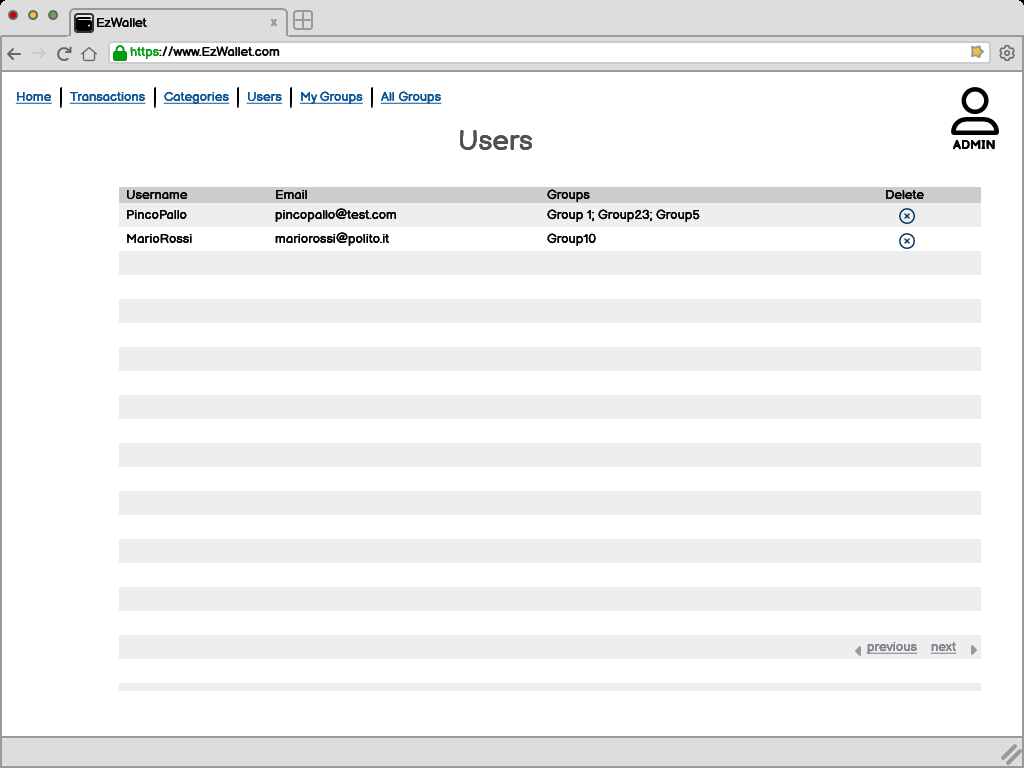 EzWallet x
https://www.EzWallet.com
Home Transactions Categories Users My Groups All Groups
ADMIN
Users
Username Email Groups Delete
PincoPallo pincopallo@test.com Group 1; Group23; Group5
MarioRossi mariorossi@polito.it Group10
previous next